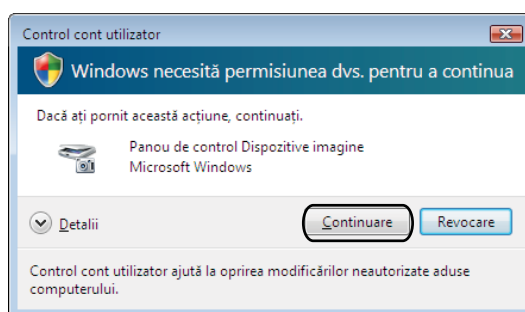 Control cont utilizator
Windows necesită permisiunea dvs. pentru a continua
Dacă ați pornit această acțiune, continuați.
Panou de control Dispozitive imagine
Microsoft Windows
Detalii
Continuare
Revocare
Control cont utilizator ajută la oprirea modificărilor neautorizate aduse
computerului.